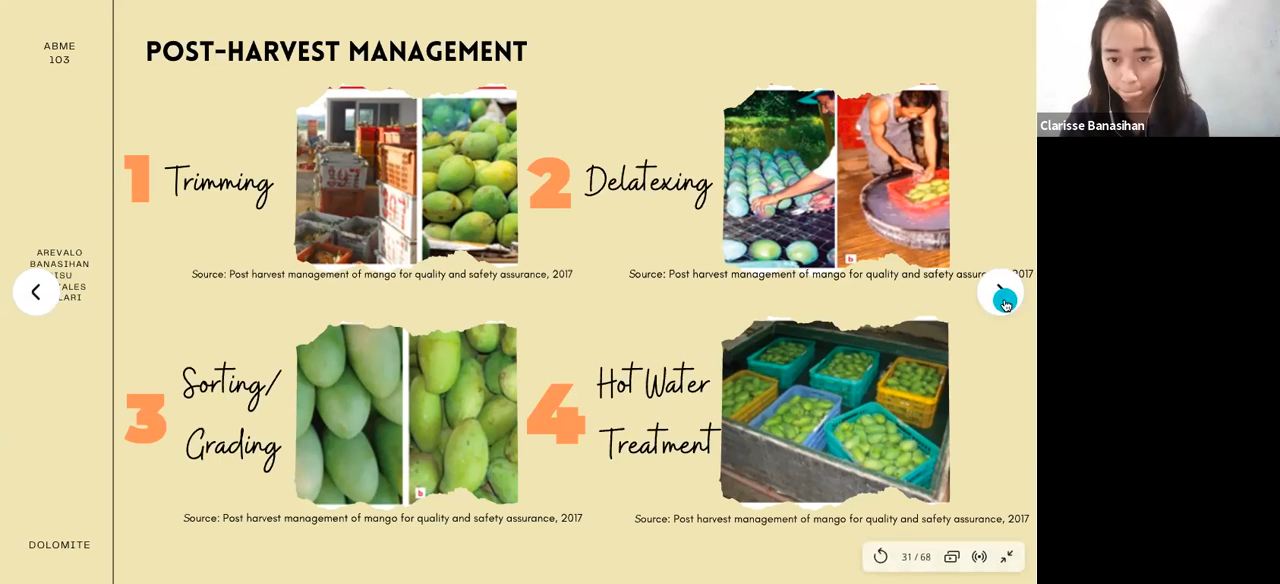 ABME
103
POST-HARVEST MANAGEMENT
Clarisse Banasihan
1 Trimming
2 Delatexing
Source: Post harvest management of mango for quality and safety assurance, 2017
Source: Post harvest management of mango for quality and safety 2017
AREVALO
BANASIHAN
3 Sorting/
Grading
4 Hot Water
Treatment
Source: Post harvest management of mango for quality and safety assurance, 2017
Source: Post harvest management of mango for quality and safety assurance, 2017
DOLOMITE
31 / 68